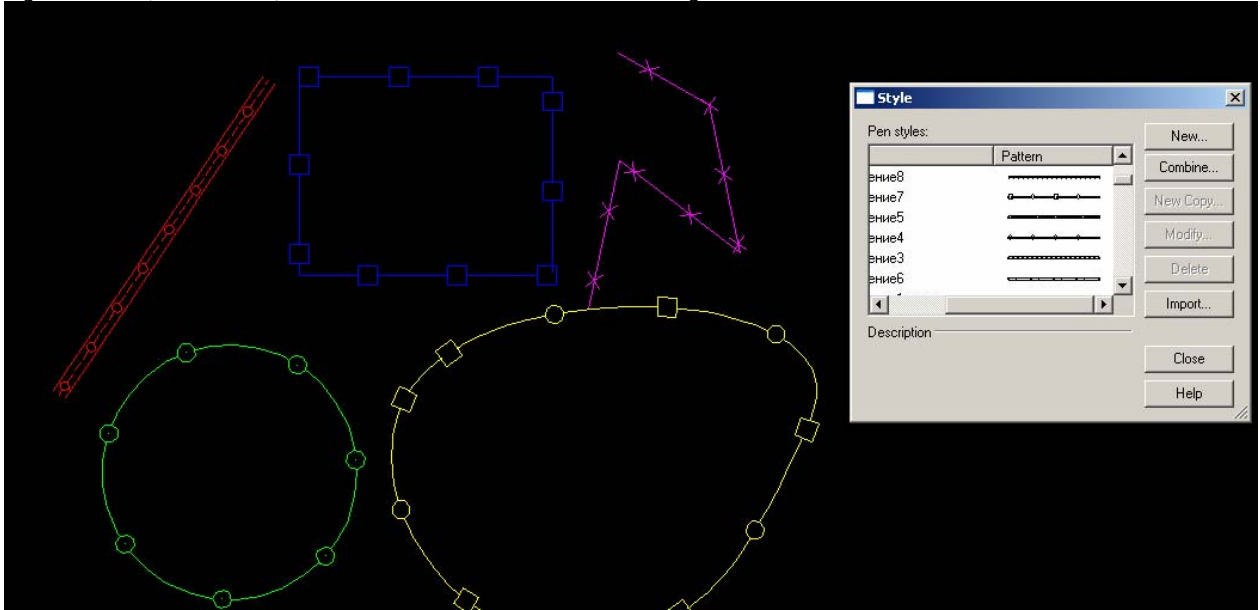 Style
Pen styles:
Pattern
ение8
ение7
ение5
ение4
ение3
ение6
New...
Combine...
New Copy...
Modify...
Delete
Import...
Description
Close
Help